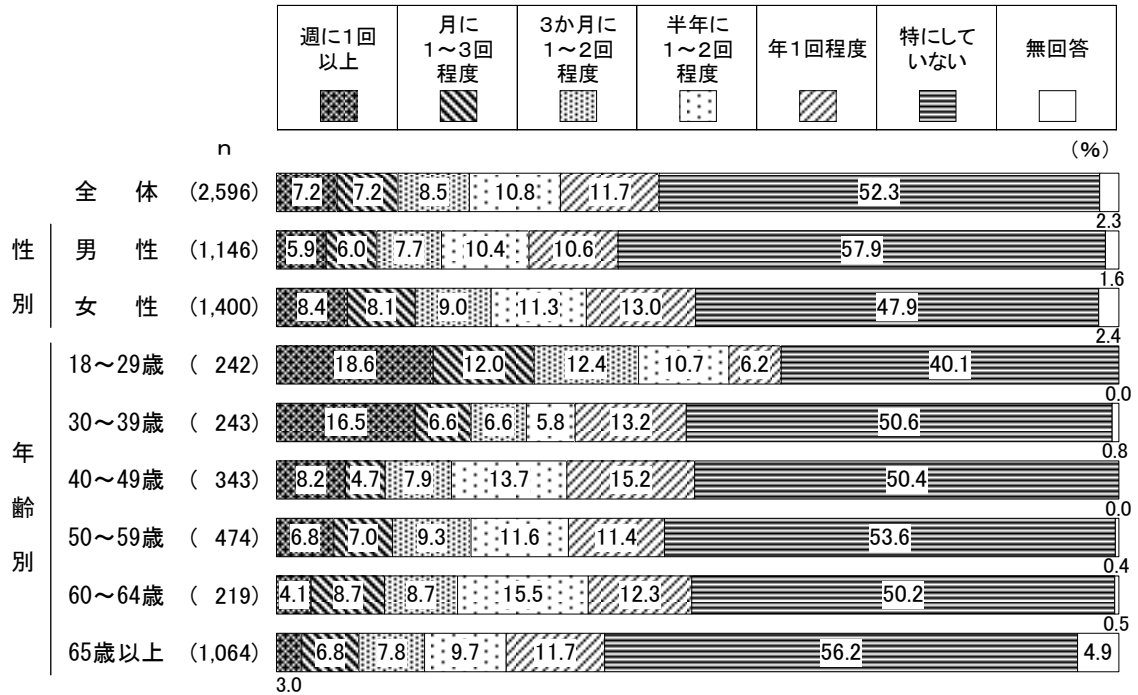 週に1回
以上
月に
1～3回
程度
3か月に
1～2回
程度
半年に
1～2回
程度
年1回程度
特にして
いない
無回答
n
(%)
全 体 (2,596) 7.2 7.2 8.5 10.8 11.7 52.3
2.3
性別
男 性 (1,146) 5.9 6.0 7.7 10.4 10.6 57.9
1.6
女 性 (1,400) 8.4 8.1 9.0 11.3 13.0 47.9
2.4
年齢別
18～29歳 ( 242) 18.6 12.0 12.4 10.7 6.2 40.1
0.0
30～39歳 ( 243) 16.5 6.6 6.6 5.8 13.2 50.6
0.8
40～49歳 ( 343) 8.2 4.7 7.9 13.7 15.2 50.4
0.0
50～59歳 ( 474) 6.8 7.0 9.3 11.6 11.4 53.6
0.4
60～64歳 ( 219) 4.1 8.7 8.7 15.5 12.3 50.2
0.5
65歳以上 (1,064) 6.8 7.8 9.7 11.7 56.2 4.9
3.0